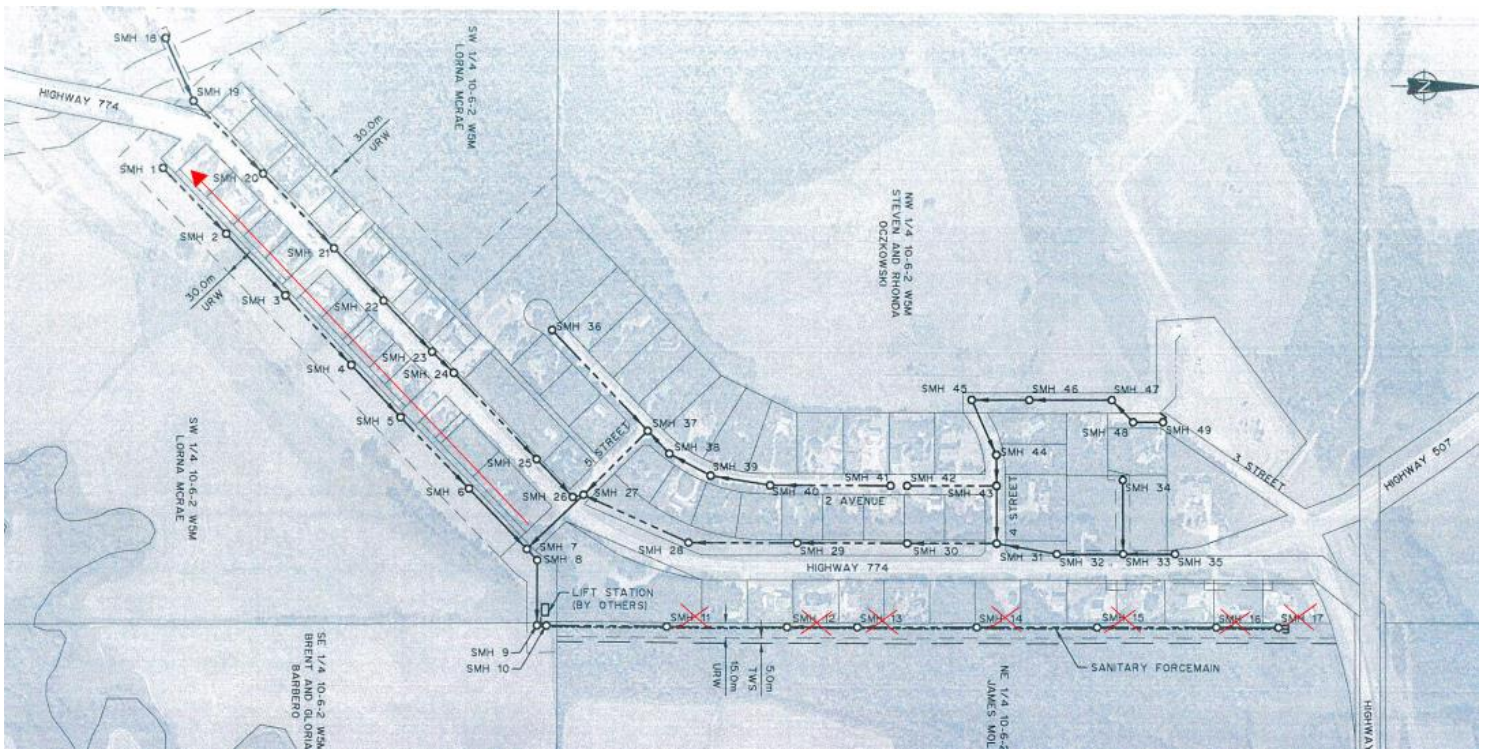 SMH 18
SMH 19
HIGHWAY 774
SW 1/4 10-6-2 W5M
LORNA MCRAE
30.0m
URW
SMH 1
SMH 20
SMH 2
SMH 21
30.0m
URW
SMH 3
SMH 22
SMH 4
SMH 23
SMH 24
SMH 5
SMH 6
SMH 25
SMH 26
SMH 7
SMH 8
SW 1/4 10-6-2 W5M
LORNA MCRAE
NW 1/4 10-6-2 W5M
STEVEN AND RHONDA
OCZKOWSKI
N
SMH 36
SMH 37
5 STREET
SMH 38
SMH 39
SMH 27
SMH 40
SMH 41
SMH 42
SMH 43
2 AVENUE
4 STREET
SMH 44
SMH 45
SMH 46
SMH 47
SMH 48
SMH 49
3 STREET
SMH 34
HIGHWAY 507
SMH 28
SMH 29
SMH 30
SMH 31
SMH 32
SMH 33
SMH 35
HIGHWAY 774
LIFT STATION
(BY OTHERS)
SMH 9
SMH 10
SMH 11
SMH 12
SMH 13
SMH 14
SMH 15
SMH 16
SMH 17
SANITARY FORCEMAIN
5.0m
TWS
15.0m
URW
SE 1/4 10-6-2 W5M
BRENT AND GLORIA
BARBERO
NE 1/4 10-6-2
JAMES MOL
HIGHWAY